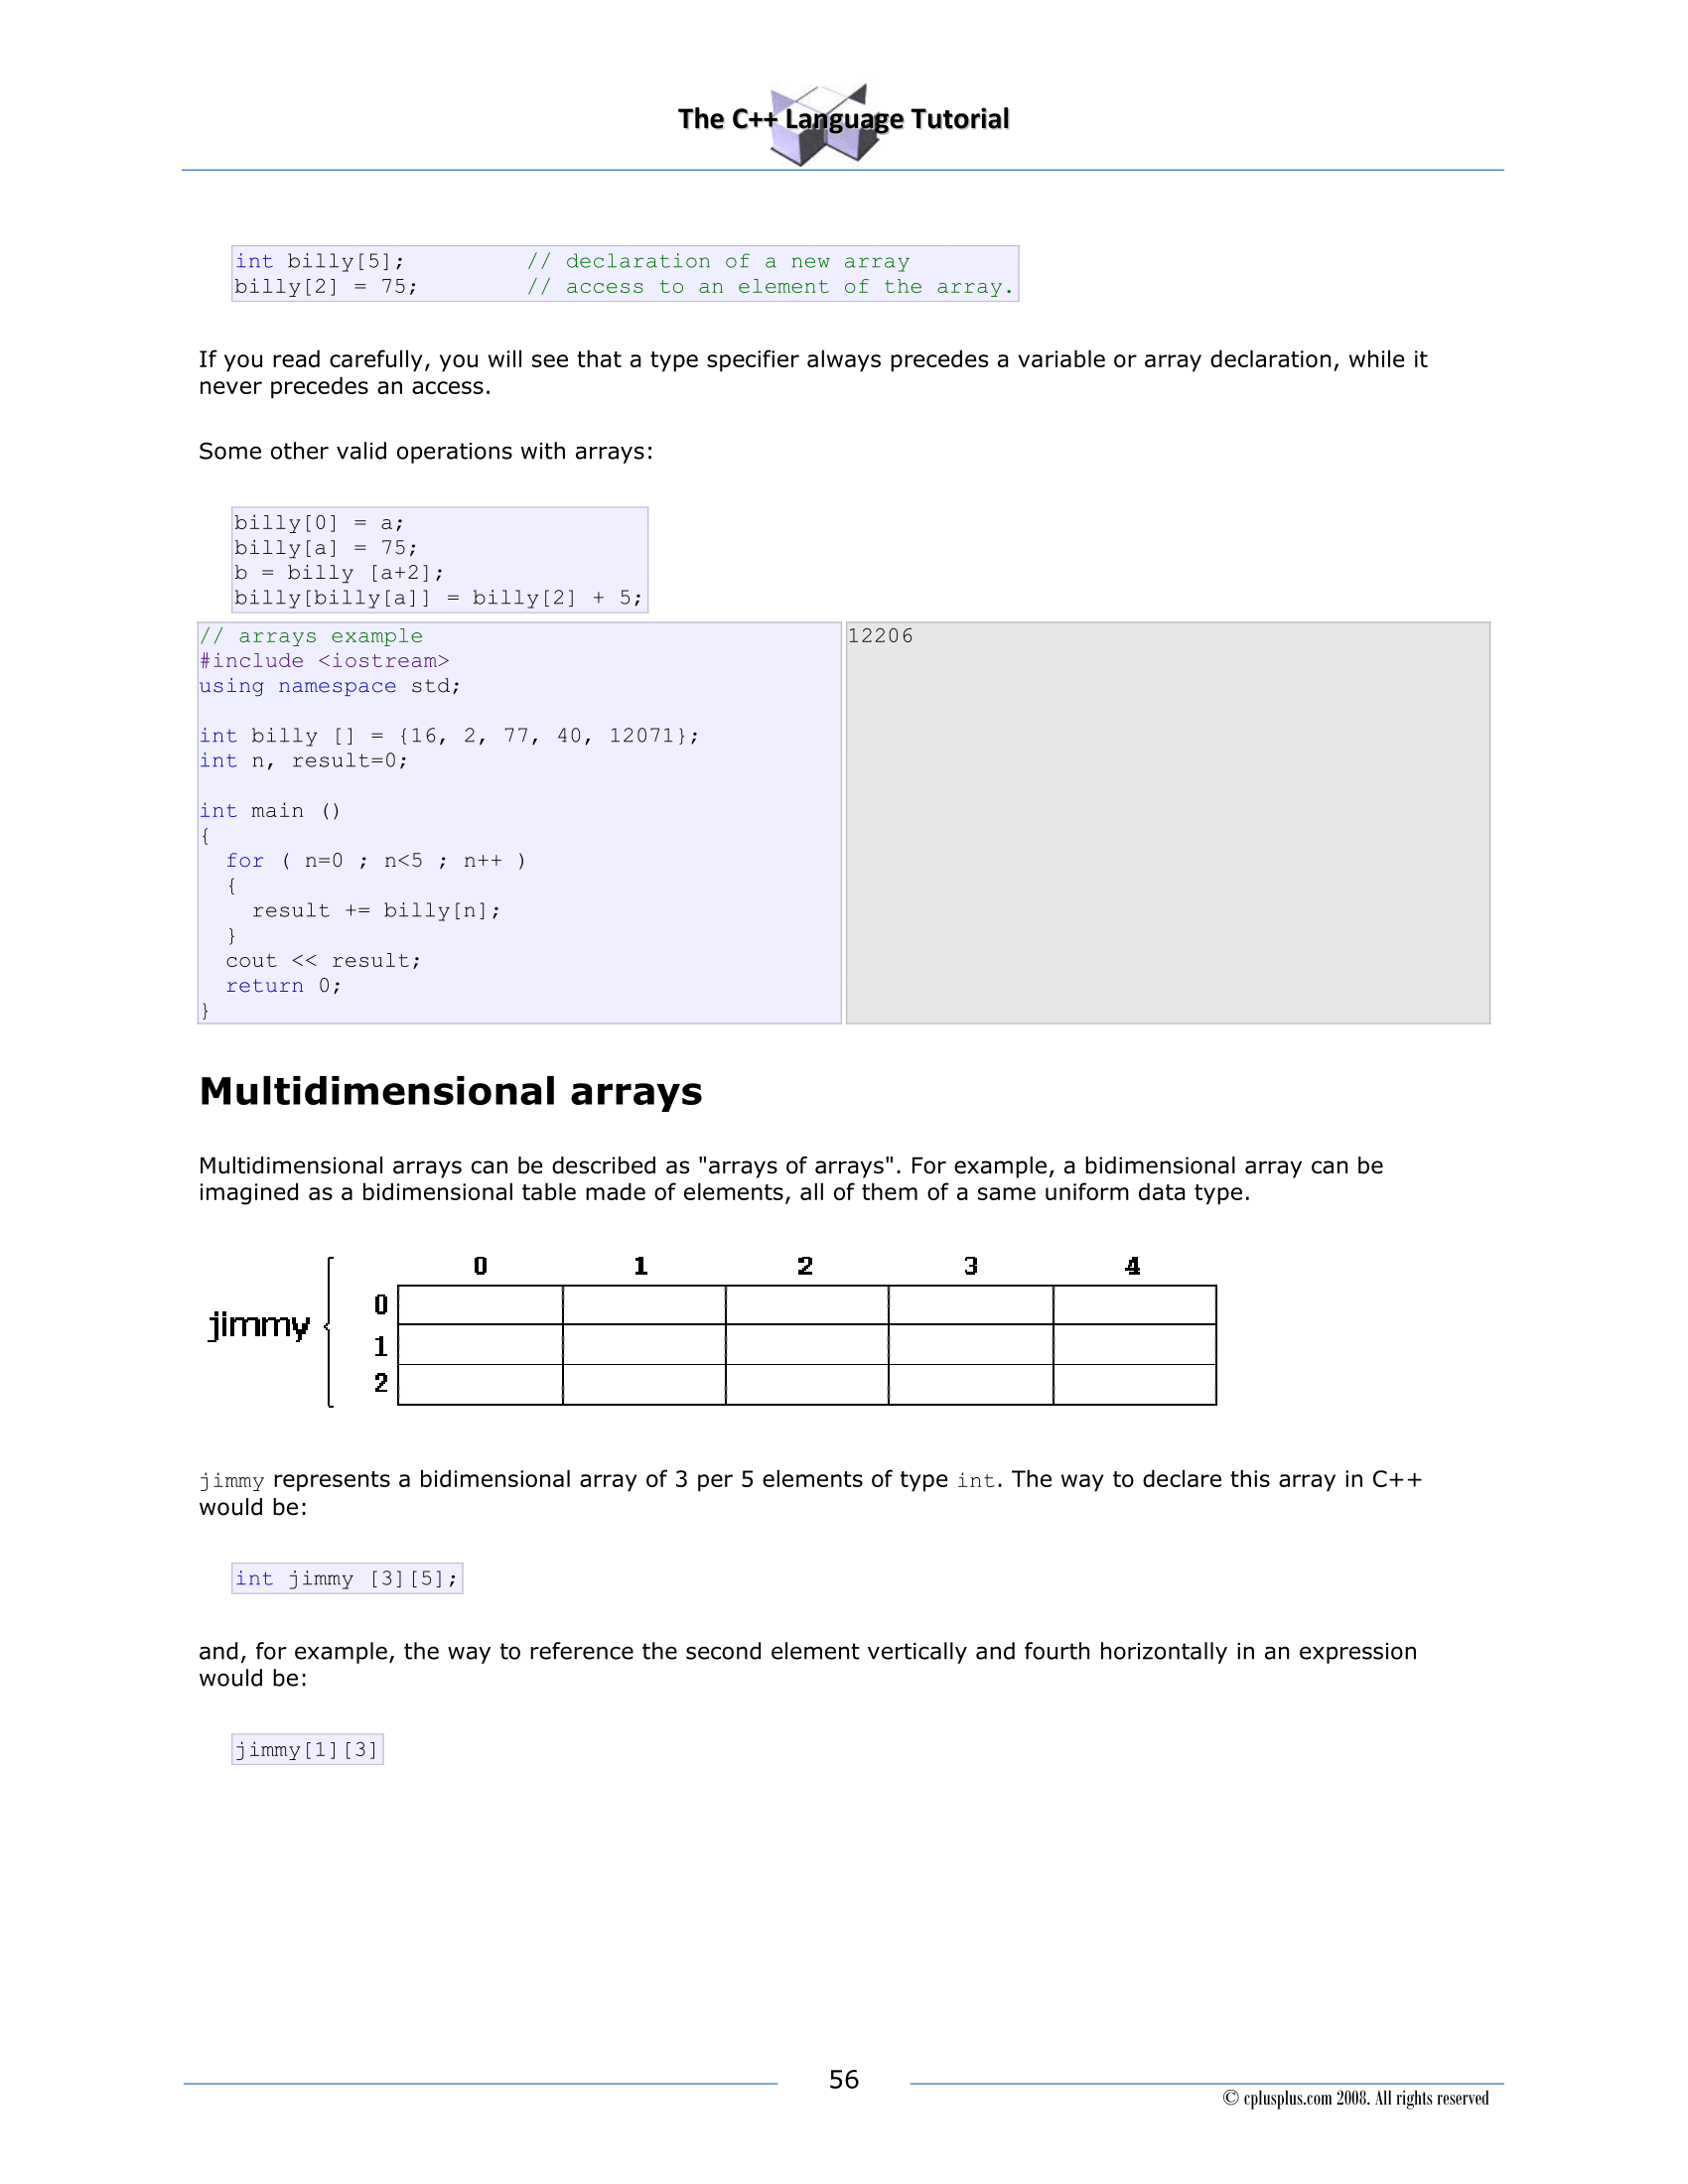 The C++ Language Tutorial
int billy[5];         // declaration of a new array
billy[2] = 75;        // access to an element of the array.
If you read carefully, you will see that a type specifier always precedes a variable or array declaration, while it
never precedes an access.
Some other valid operations with arrays:
billy[0] = a;
billy[a] = 75;
b = billy [a+2];
billy[billy[a]] = billy[2] + 5;
// arrays example
#include <iostream>
using namespace std;
int billy [] = {16, 2, 77, 40, 12071};
int n, result=0;
int main ()
{
  for ( n=0 ; n<5 ; n++ )
  {
    result += billy[n];
  }
  cout << result;
  return 0;
}
12206
Multidimensional arrays
Multidimensional arrays can be described as "arrays of arrays". For example, a bidimensional array can be
imagined as a bidimensional table made of elements, all of them of a same uniform data type.
0 1 2 3 4
0
jimmy
1
2
jimmy represents a bidimensional array of 3 per 5 elements of type int. The way to declare this array in C++
would be:
int jimmy [3][5];
and, for example, the way to reference the second element vertically and fourth horizontally in an expression
would be:
jimmy[1][3]
56
© cplusplus.com 2008. All rights reserved